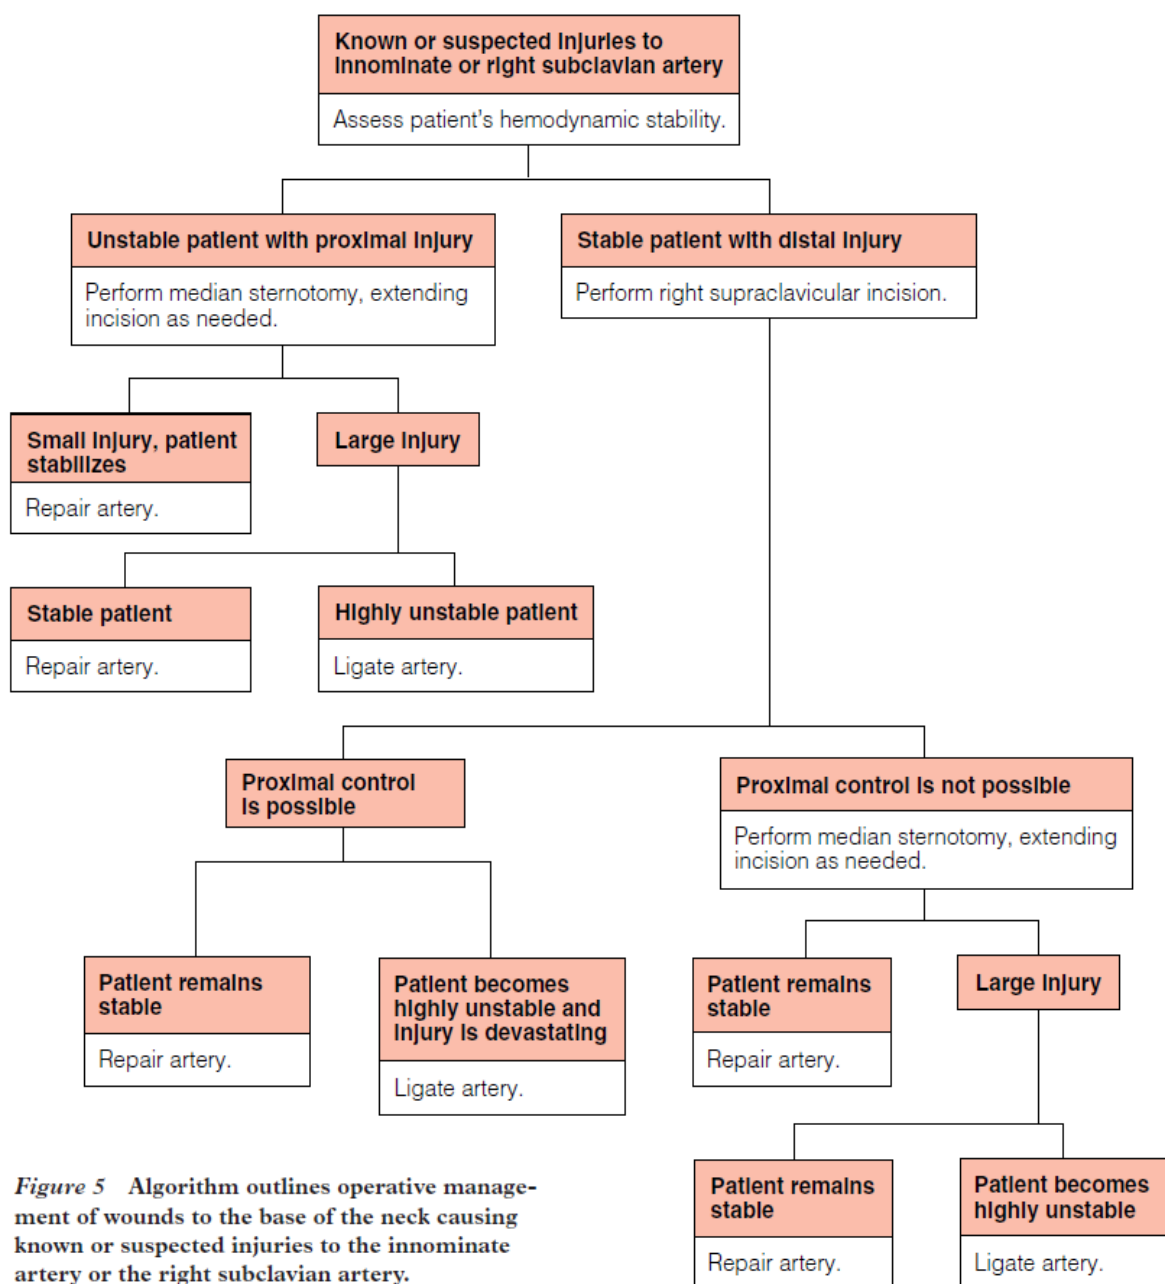 Known or suspected injuries to
innominate or right subclavian artery
Assess patient's hemodynamic stability.
Unstable patient with proximal injury
Perform median sternotomy, extending
incision as needed.
Stable patient with distal injury
Perform right supraclavicular incision.
Small injury, patient
stabilizes
Repair artery.
Large injury
Stable patient
Repair artery.
Highly unstable patient
Ligate artery.
Proximal control
is possible
Proximal control is not possible
Perform median sternotomy, extending
incision as needed.
Patient remains
stable
Repair artery.
Patient becomes
highly unstable and
injury is devastating
Ligate artery.
Patient remains
stable
Repair artery.
Large injury
Patient remains
stable
Repair artery.
Patient becomes
highly unstable
Ligate artery.
Figure 5 Algorithm outlines operative manage-
ment of wounds to the base of the neck causing
known or suspected injuries to the innominate
artery or the right subclavian artery.